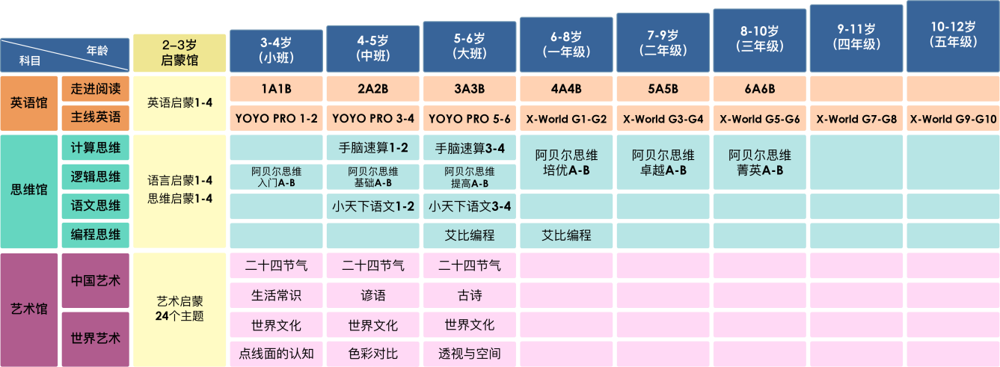 科目 年龄
2–3岁
启蒙馆
3-4岁
(小班)
4-5岁
(中班)
5-6岁
(大班)
6-8岁
(一年级)
7-9岁
(二年级)
8-10岁
(三年级)
9-11岁
(四年级)
10-12岁
(五年级)
英语馆
走进阅读
英语启蒙1-4
1A1B
2A2B
3A3B
4A4B
5A5B
6A6B
主线英语
YOYO PRO 1-2
YOYO PRO 3-4
YOYO PRO 5-6
X-World G1-G2
X-World G3-G4
X-World G5-G6
X-World G7-G8
X-World G9-G10
思维馆
计算思维
语言启蒙1-4
思维启蒙1-4
手脑速算1-2
手脑速算3-4
阿贝尔思维
培优A-B
阿贝尔思维
卓越A-B
阿贝尔思维
菁英A-B
逻辑思维
阿贝尔思维
入门A-B
阿贝尔思维
基础A-B
阿贝尔思维
提高A-B
语文思维
小天下语文1-2
小天下语文3-4
编程思维
艾比编程
艾比编程
艺术馆
中国艺术
艺术启蒙
24个主题
二十四节气
二十四节气
二十四节气
生活常识
谚语
古诗
世界艺术
世界文化
世界文化
世界文化
点线面的认知
色彩对比
透视与空间